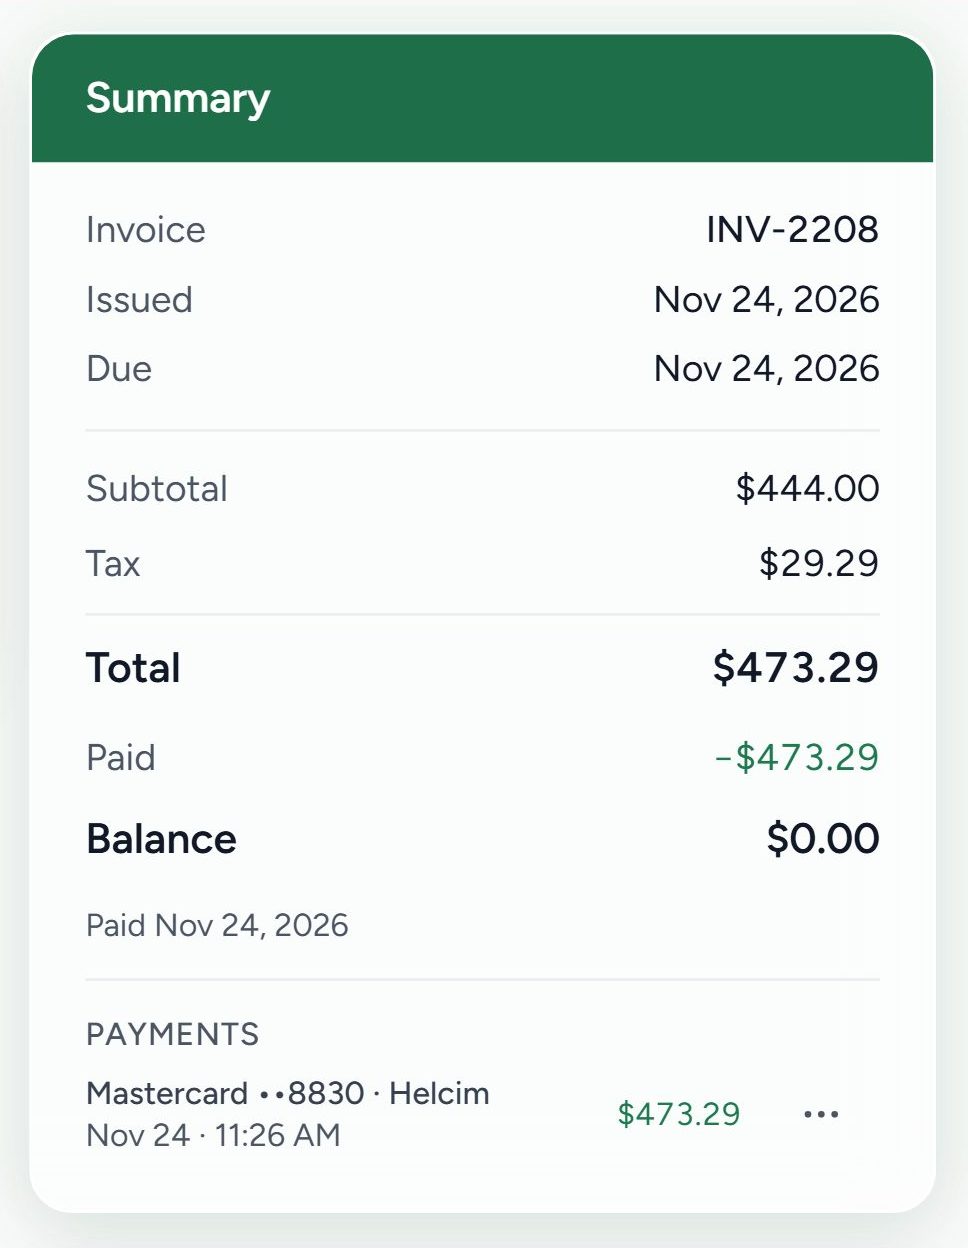 Summary
Invoice INV-2208
Issued Nov 24, 2026
Due Nov 24, 2026
Subtotal $444.00
Tax $29.29
Total $473.29
Paid -$473.29
Balance $0.00
Paid Nov 24, 2026
PAYMENTS
Mastercard ••8830 · Helcim
$473.29 •••
Nov 24 · 11:26 AM